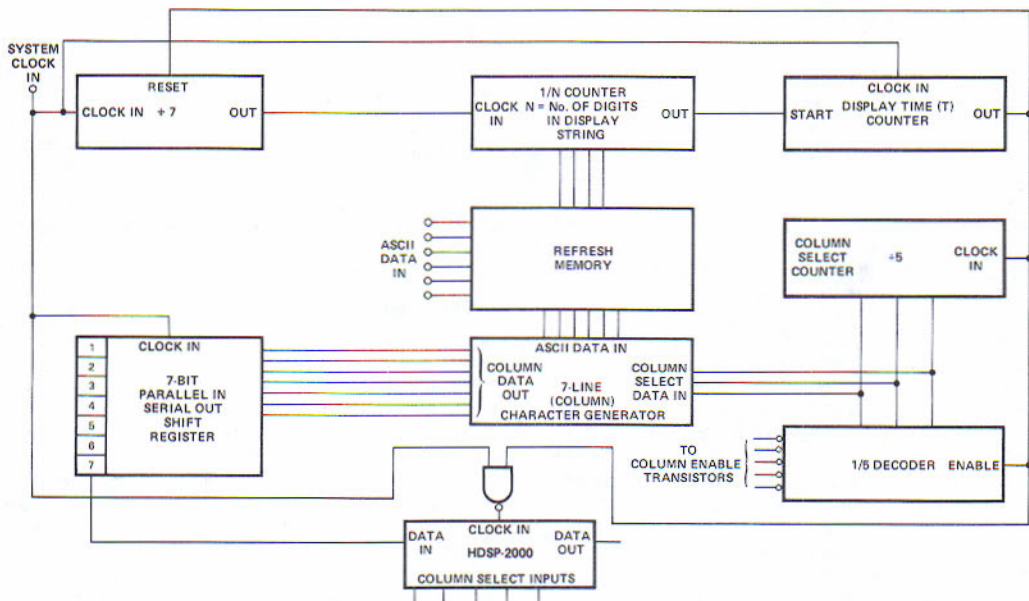 SYSTEM
CLOCK
IN
RESET
CLOCK IN ÷ 7 OUT
1/N COUNTER
CLOCK N = No. OF DIGITS
IN IN DISPLAY OUT
STRING
CLOCK IN
START DISPLAY TIME (T) OUT
COUNTER
ASCII
DATA
IN
REFRESH
MEMORY
COLUMN
SELECT
COUNTER
÷5
CLOCK
IN
1
2
3
4
5
6
7
CLOCK IN
7-BIT
PARALLEL IN
SERIAL OUT
SHIFT
REGISTER
ASCII DATA IN
COLUMN
DATA
OUT
7-LINE
(COLUMN)
CHARACTER GENERATOR
COLUMN
SELECT
DATA IN
TO
COLUMN ENABLE
TRANSISTORS
1/5 DECODER ENABLE
DATA
IN
CLOCK IN
HDSP-2000
DATA
OUT
COLUMN SELECT INPUTS